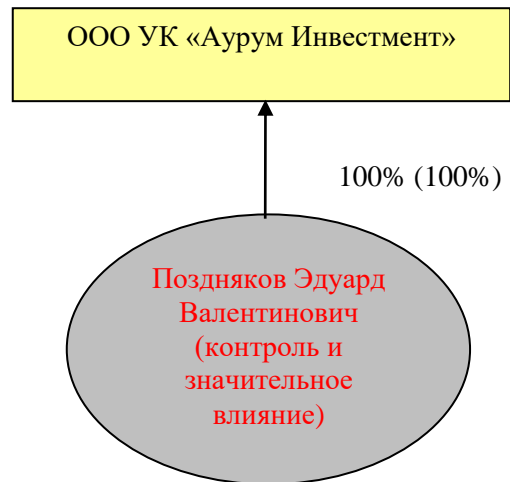 ООО УК «Аурум Инвестмент»
100% (100%)
Поздняков Эдуард
Валентинович
(контроль и
значительное
влияние)